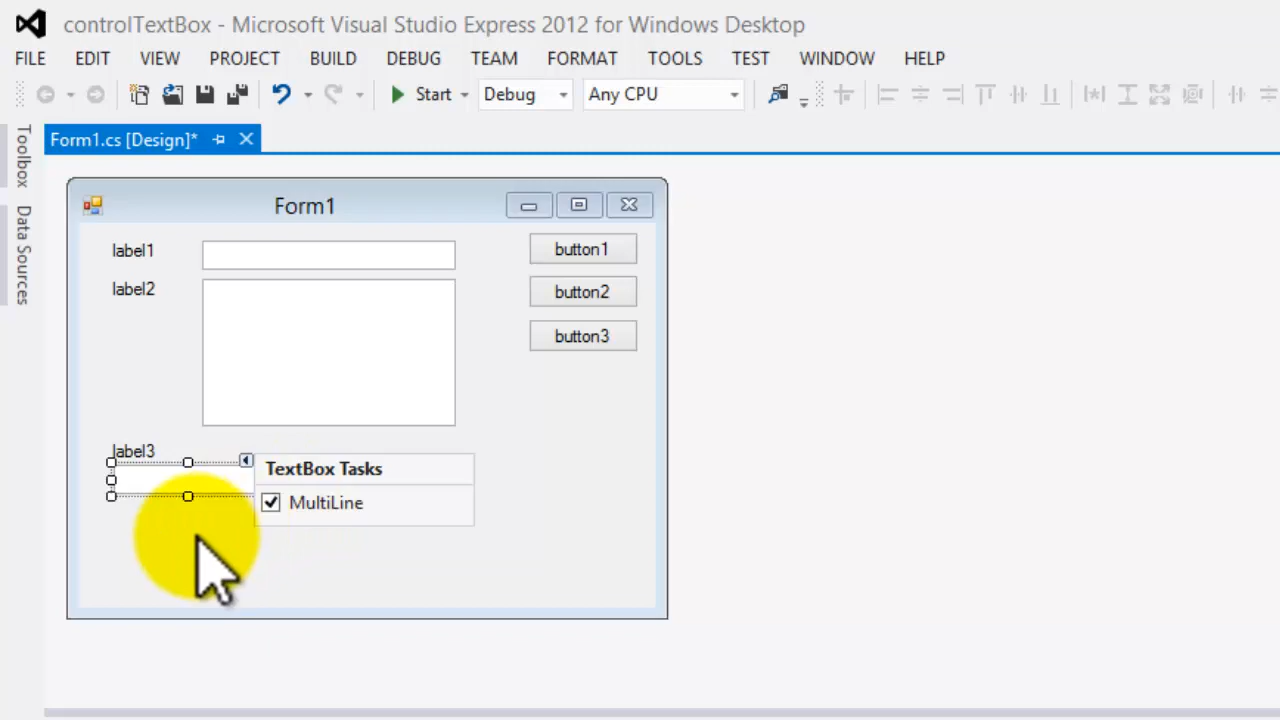 controlTextBox - Microsoft Visual Studio Express 2012 for Windows Desktop
FILE EDIT VIEW PROJECT BUILD DEBUG TEAM FORMAT TOOLS TEST WINDOW HELP
Start Debug Any CPU
Toolbox
Data Sources
Form1.cs [Design]*
Form1
label1
button1
label2
button2
button3
label3
TextBox Tasks
MultiLine